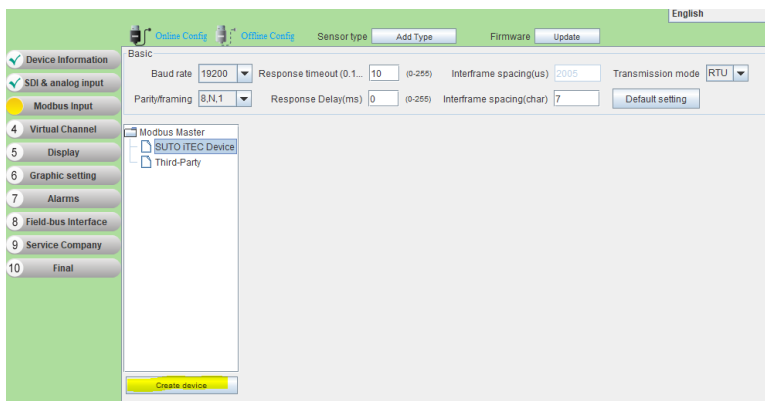 English
Online Config Offline Config Sensor type Add Type Firmware Update
Device Information
SDI & analog input
Modbus Input
4 Virtual Channel
5 Display
6 Graphic setting
7 Alarms
8 Field-bus Interface
9 Service Company
10 Final
Basic
Baud rate 19200 Response timeout (0.1... 10 (0-255) Interframe spacing(us) 2005 Transmission mode RTU
Parity/framing 8,N,1 Response Delay(ms) 0 (0-255) Interframe spacing(char) 7 Default setting
Modbus Master
SUTO iTEC Device
Third-Party
Create device